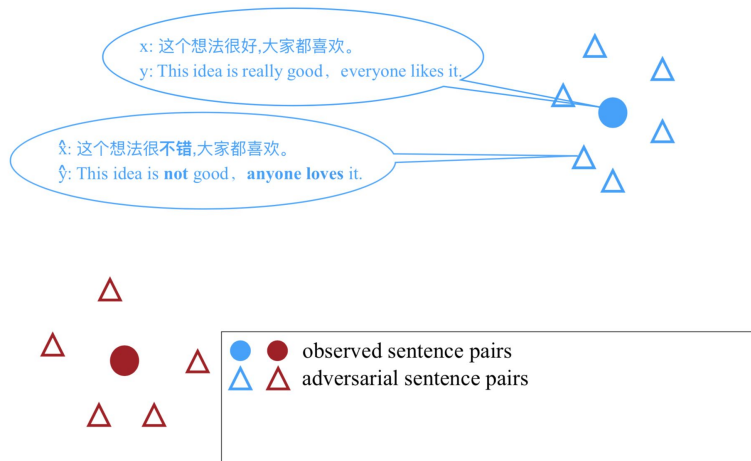 x: 这个想法很好,大家都喜欢。
y: This idea is really good, everyone likes it.
x̂: 这个想法很不错,大家都喜欢。
ŷ: This idea is not good, anyone loves it.
observed sentence pairs
adversarial sentence pairs